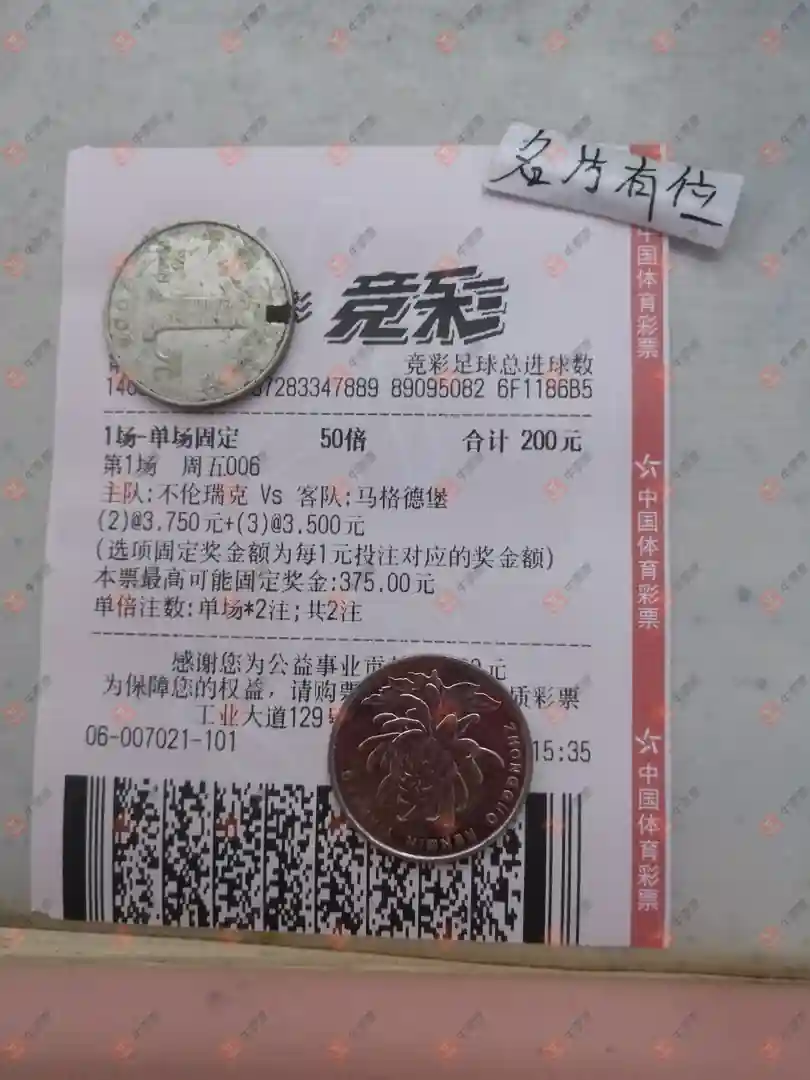 名片有位
彩 竞彩
竞彩足球总进球数
57283347889 89095082 6F1186B5
1场-单场固定 50倍 合计 200元
第1场 周五006
主队:不伦瑞克 Vs 客队:马格德堡
(2)@3.750元+(3)@3.500元
(选项固定奖金额为每1元投注对应的奖金额)
本票最高可能固定奖金:375.00元
单倍注数:单场*2注;共2注
感谢您为公益事业贡 元
为保障您的权益，请购票 质彩票
工业大道129号
06-007021-101 15:35
中国体育彩票
中国体育彩票
中国体育彩票
ZHONGGUO RENMIN